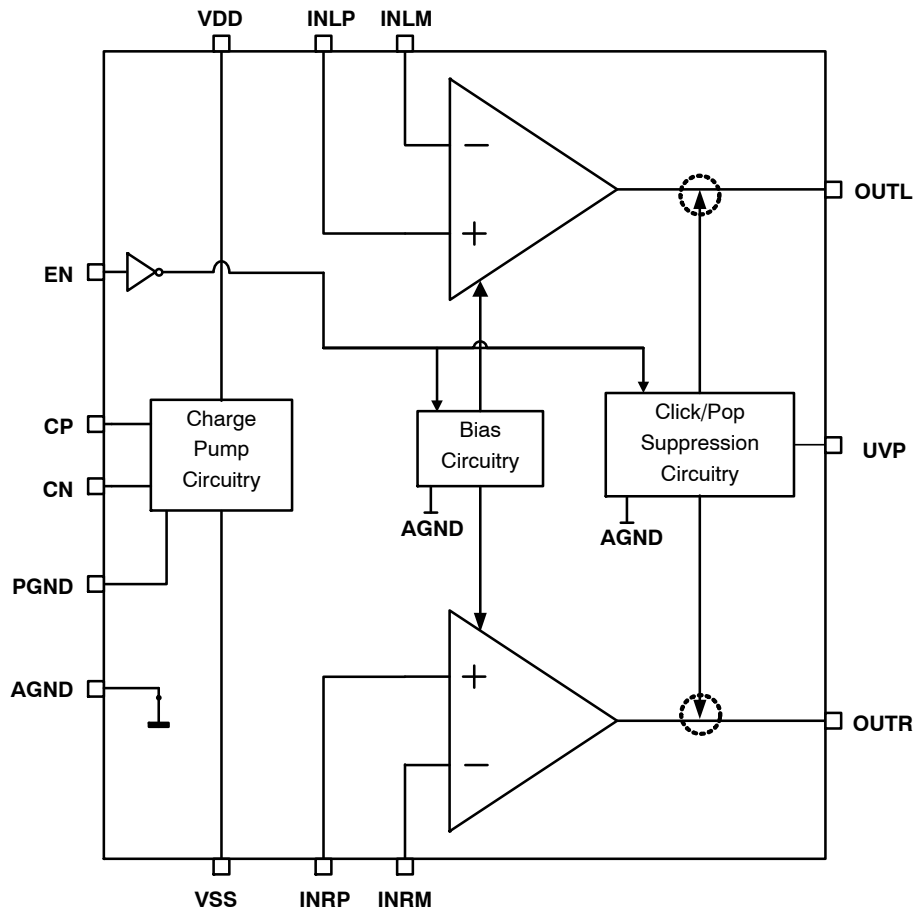 VDD
INLP
INLM
−
OUTL
+
EN
CP
Charge
Pump
Circuitry
Bias
Circuitry
Click/Pop
Suppression
Circuitry
UVP
CN
AGND
AGND
PGND
+
AGND
OUTR
−
VSS
INRP
INRM